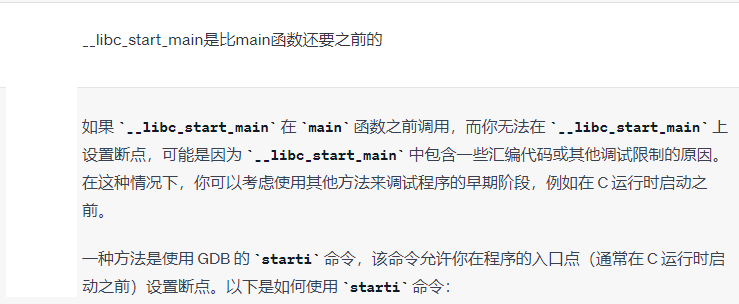 __libc_start_main是比main函数还要之前的
如果 `__libc_start_main` 在 `main` 函数之前调用，而你无法在 `__libc_start_main` 上
设置断点，可能是因为 `__libc_start_main` 中包含一些汇编代码或其他调试限制的原因。
在这种情况下，你可以考虑使用其他方法来调试程序的早期阶段，例如在 C 运行时启动之
前。
一种方法是使用 GDB 的 `starti` 命令，该命令允许你在程序的入口点（通常在 C 运行时启
动之前）设置断点。以下是如何使用 `starti` 命令：